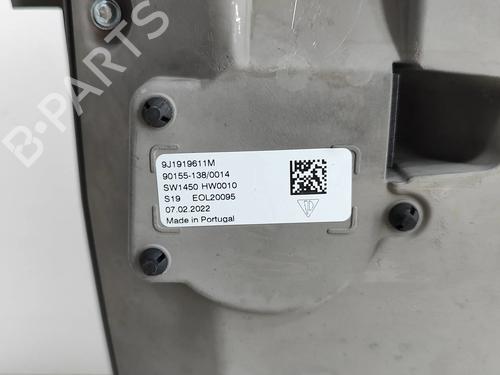 B-PARTS
9J1919611M
90155-138/0014
SW1450 HW0010
S19 EOL20095
07.02.2022
Made in Portugal